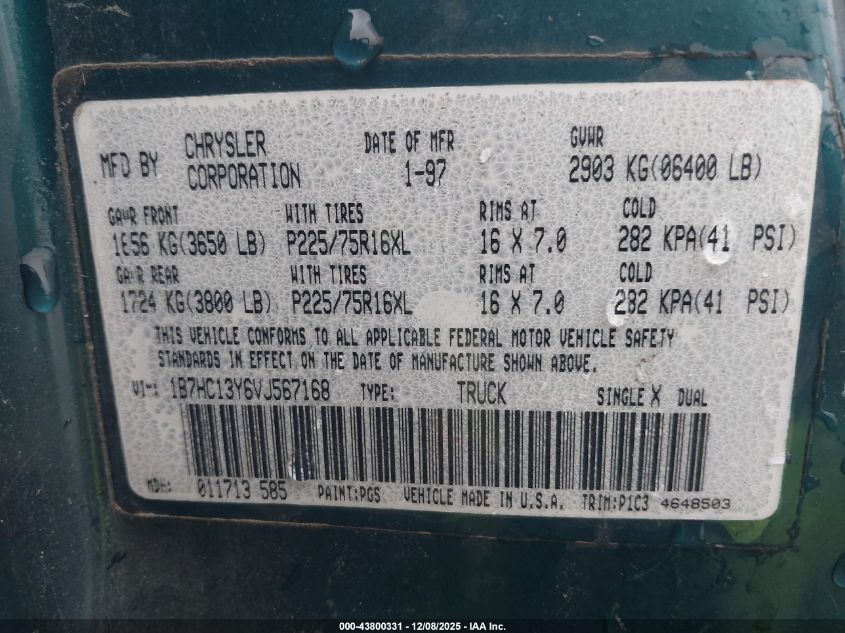 MFD BY CHRYSLER CORPORATION DATE OF MFR 1-97 GVWR 2903 KG(06400 LB)
GAWR FRONT WITH TIRES RIMS AT COLD
1656 KG(3650 LB) P225/75R16XL 16 X 7.0 282 KPA(41 PSI)
GAWR REAR WITH TIRES RIMS AT COLD
1724 KG(3800 LB) P225/75R16XL 16 X 7.0 282 KPA(41 PSI)
THIS VEHICLE CONFORMS TO ALL APPLICABLE FEDERAL MOTOR VEHICLE SAFETY
STANDARDS IN EFFECT ON THE DATE OF MANUFACTURE SHOWN ABOVE.
VIN: 1B7HC13Y6VJ567168 TYPE: TRUCK SINGLE X DUAL
MDH: 011713 585 PAINT:PGS VEHICLE MADE IN U.S.A. TRIM:P1C3 4648503
000-43800331 - 12/08/2025 - IAA Inc.